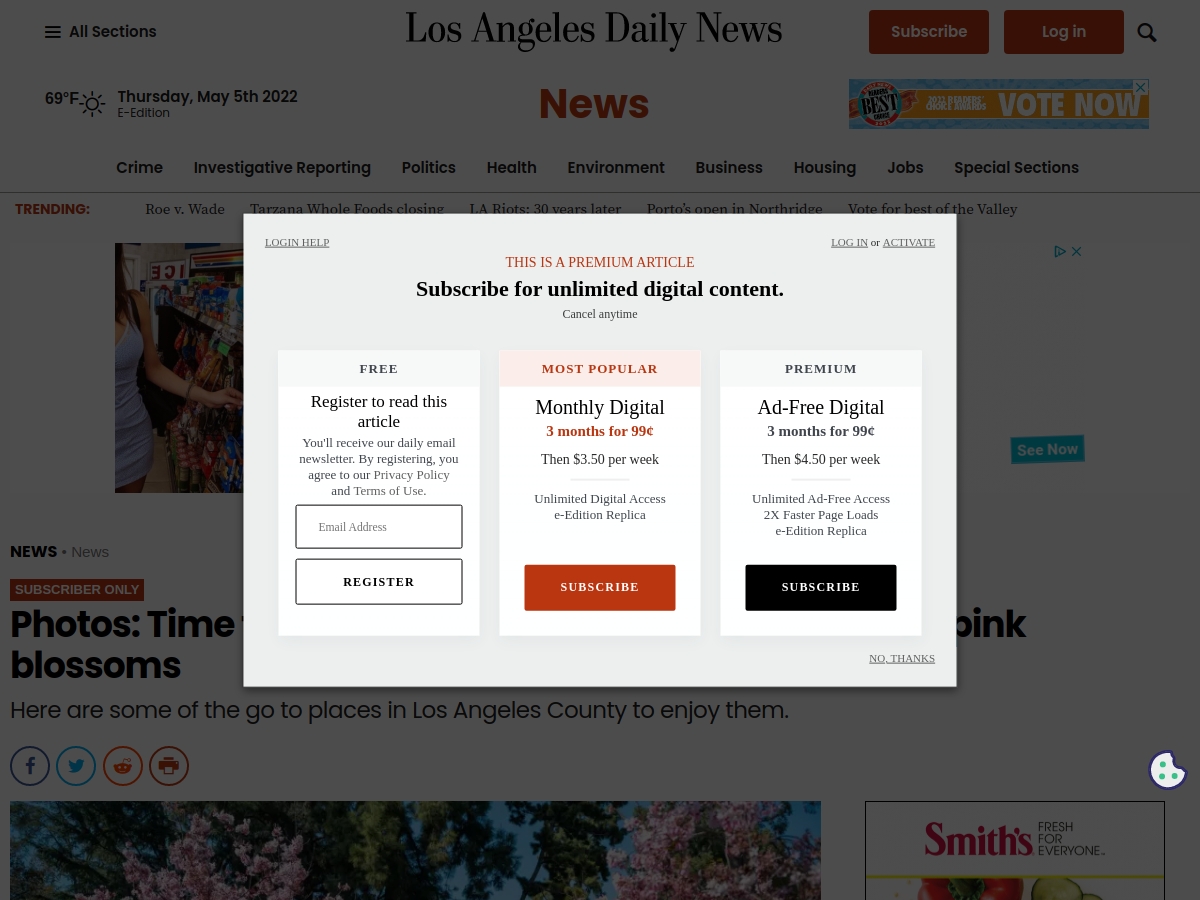 All Sections
Los Angeles Daily News
Subscribe
Log in
69°F
Thursday, May 5th 2022
E-Edition
News
BEST
2022 READERS' CHOICE AWARDS
VOTE NOW
Crime Investigative Reporting Politics Health Environment Business Housing Jobs Special Sections
TRENDING: Roe v. Wade Tarzana Whole Foods closing LA Riots: 30 years later Porto's open in Northridge Vote for best of the Valley
LOGIN HELP
LOG IN or ACTIVATE
THIS IS A PREMIUM ARTICLE
Subscribe for unlimited digital content.
Cancel anytime
FREE
Register to read this
article
You'll receive our daily email
newsletter. By registering, you
agree to our Privacy Policy
and Terms of Use.
Email Address
REGISTER
MOST POPULAR
Monthly Digital
3 months for 99¢
Then $3.50 per week
Unlimited Digital Access
e-Edition Replica
SUBSCRIBE
PREMIUM
Ad-Free Digital
3 months for 99¢
Then $4.50 per week
Unlimited Ad-Free Access
2X Faster Page Loads
e-Edition Replica
SUBSCRIBE
NO, THANKS
See Now
NEWS • News
SUBSCRIBER ONLY
Photos: Time pink
blossoms
Here are some of the go to places in Los Angeles County to enjoy them.
Smith's
FRESH
FOR
EVERYONE